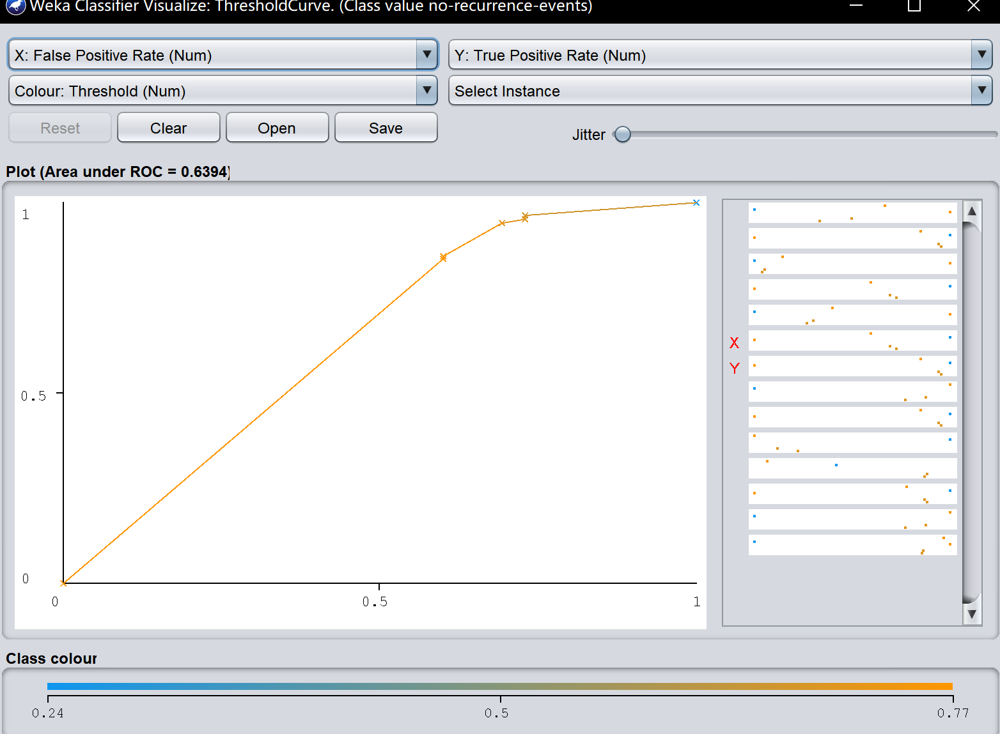 Weka Classifier Visualize: ThresholdCurve. (Class value no-recurrence-events)
X: False Positive Rate (Num)
Y: True Positive Rate (Num)
Colour: Threshold (Num)
Select Instance
Reset
Clear
Open
Save
Jitter
Plot (Area under ROC = 0.6394)
1
0.5
0
0
0.5
1
X
Y
Class colour
0.24
0.5
0.77